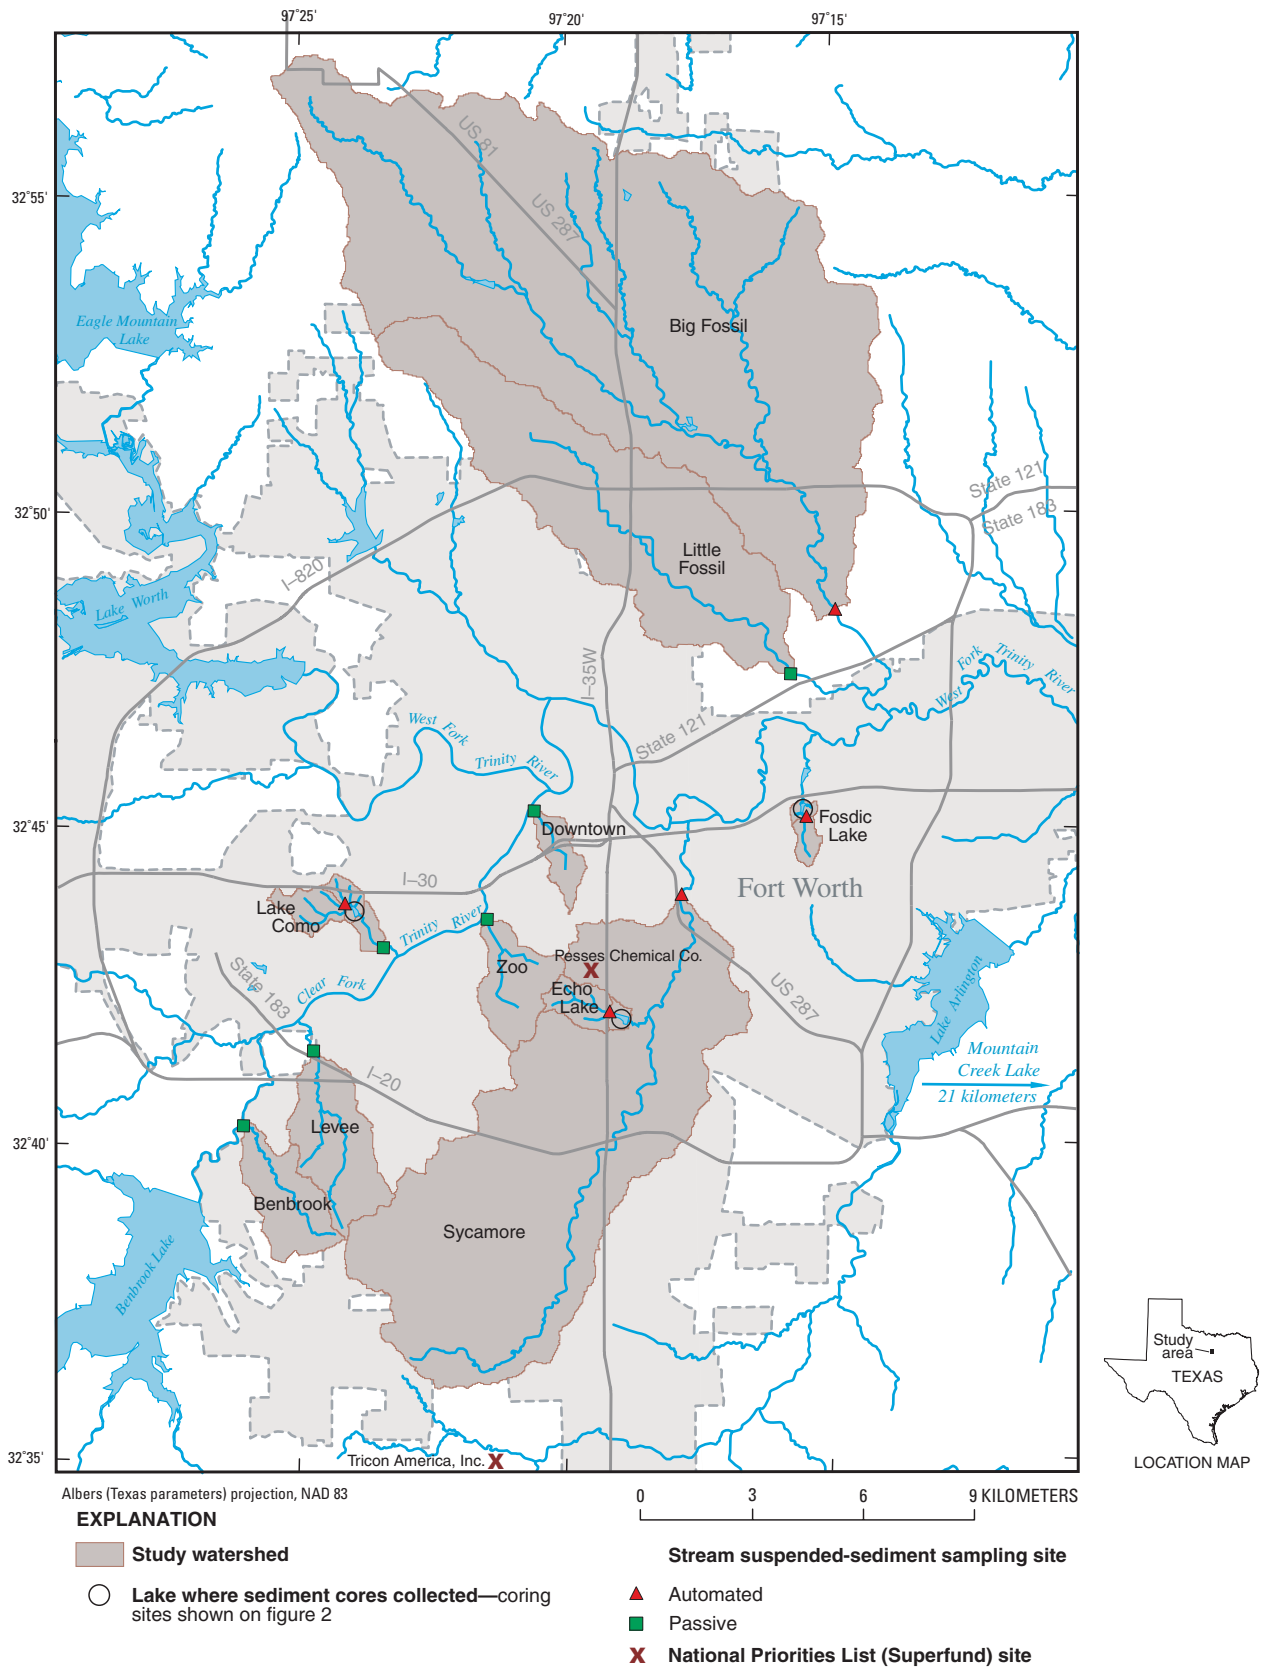 97°25'
97°20'
97°15'
US 81
32°55'
US 287
Eagle Mountain
Lake
Big Fossil
State 121
State 183
32°50'
Little
Fossil
I–820
Lake Worth
I–35W
West Fork Trinity River
State 121
West Fork Trinity River
32°45'
Downtown
Fosdic
Lake
I–30
Fort Worth
Lake
Como
Trinity River
Pesses Chemical Co.
X
Zoo
Echo
Lake
State 183
Clear Fork
US 287
Lake Arlington
Mountain
Creek Lake
21 kilometers
I–20
Levee
32°40'
Benbrook
Sycamore
Benbrook Lake
Study
area
TEXAS
LOCATION MAP
32°35'
Tricon America, Inc. X
Albers (Texas parameters) projection, NAD 83
0 3 6 9 KILOMETERS
EXPLANATION
Study watershed
Lake where sediment cores collected—coring
sites shown on figure 2
Stream suspended-sediment sampling site
Automated
Passive
X National Priorities List (Superfund) site